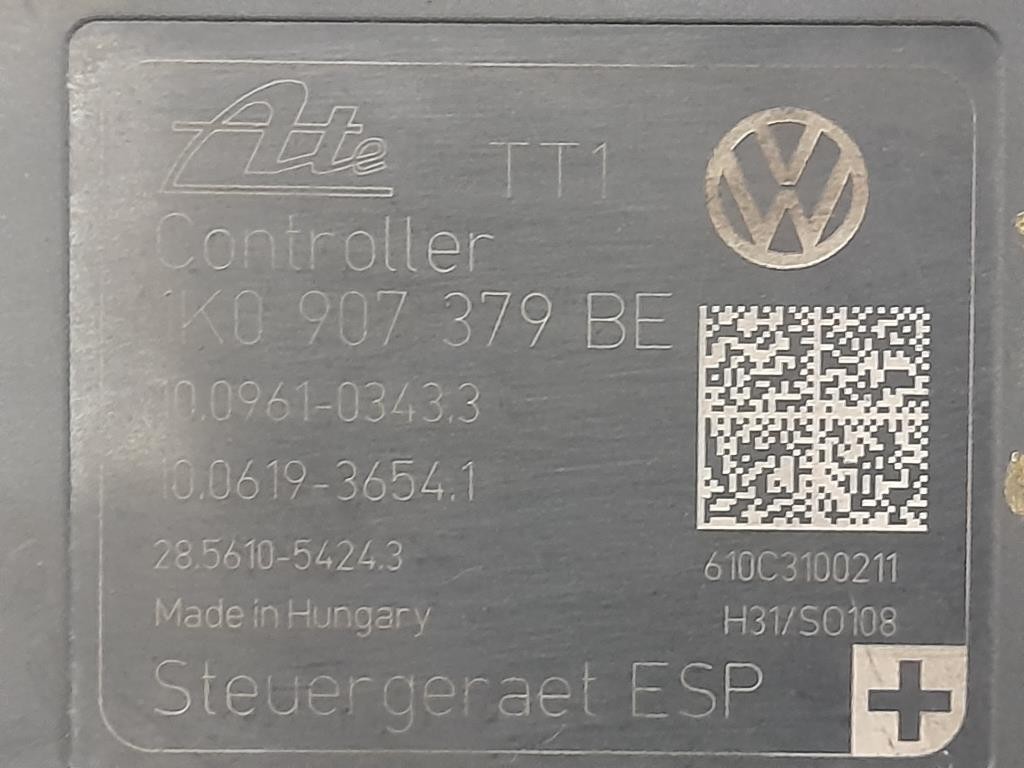 Ate TT1
Controller
1K0 907 379 BE
10.0961-0343.3
10.0619-3654.1
28.5610-5424.3
610C3100211
Made in Hungary
H31/SO108
Steuergeraet ESP